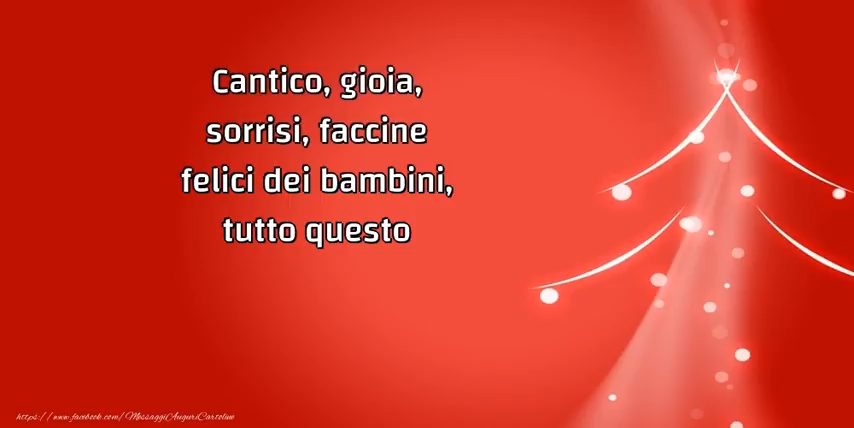 Cantico, gioia,
sorrisi, faccine
felici dei bambini,
tutto questo
https://www.facebook.com/MessaggiAuguriCartoline